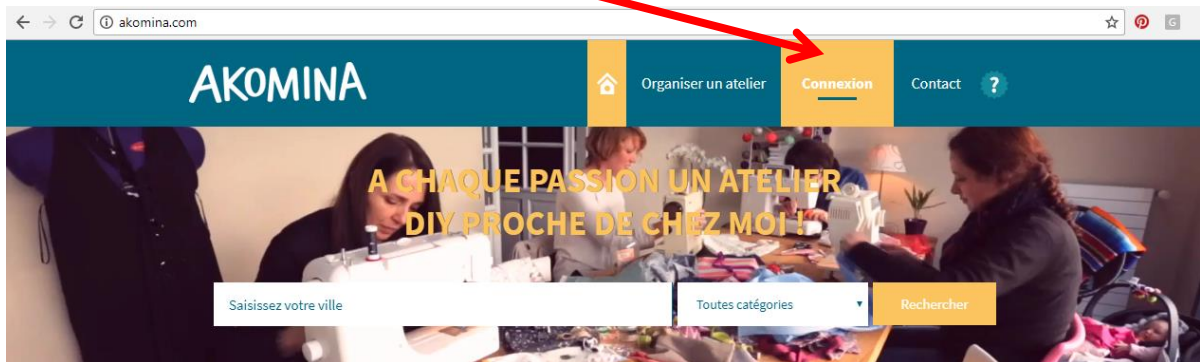 akomina.com
G
AKOMINA
Organiser un atelier
Connexion
Contact
?
A CHAQUE PASSION UN ATELIER
DIY PROCHE DE CHEZ MOI !
Saisissez votre ville
Toutes catégories
Rechercher